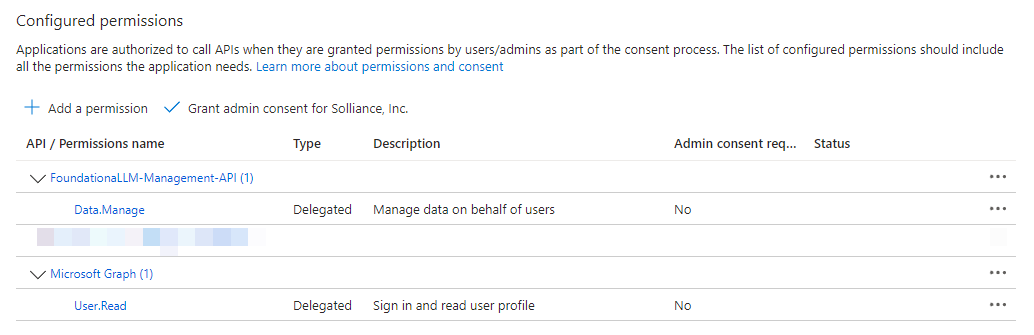 Configured permissions
Applications are authorized to call APIs when they are granted permissions by users/admins as part of the consent process. The list of configured permissions should include
all the permissions the application needs. Learn more about permissions and consent
Add a permission Grant admin consent for Solliance, Inc.
API / Permissions name Type Description Admin consent req... Status
FoundationaLLM-Management-API (1) ...
Data.Manage Delegated Manage data on behalf of users No ...
Microsoft Graph (1) ...
User.Read Delegated Sign in and read user profile No ...